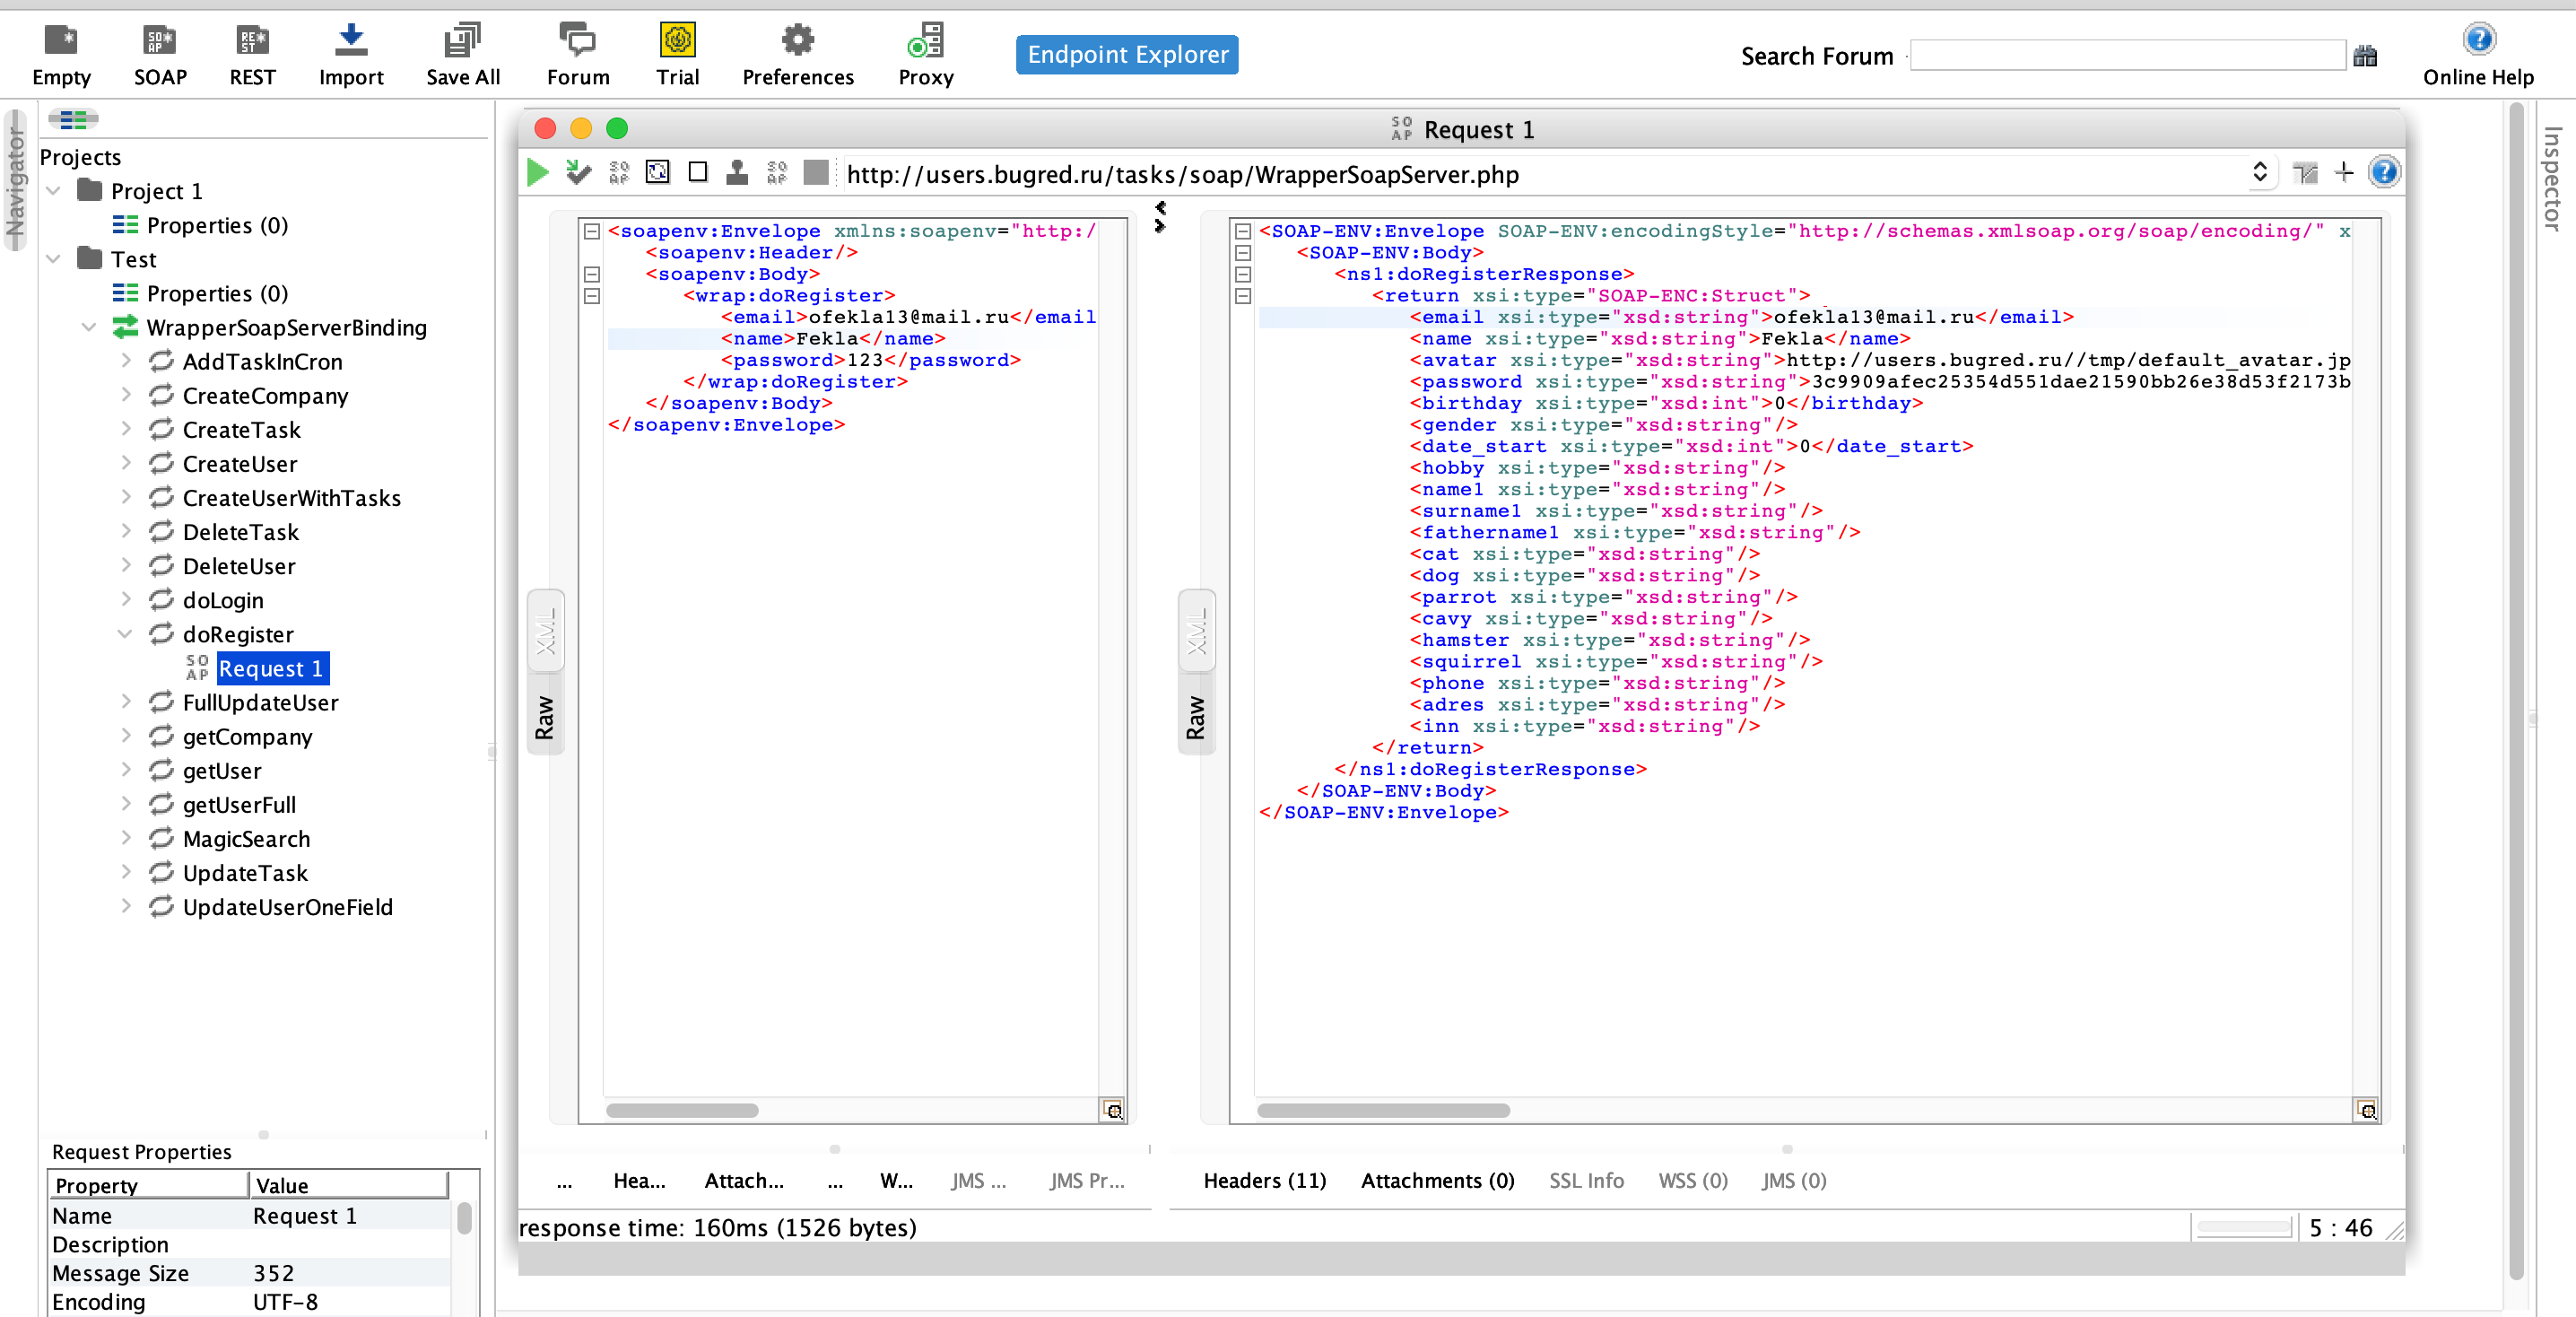 Empty SOAP REST Import Save All Forum Trial Preferences Proxy Endpoint Explorer Search Forum Online Help
Navigator
Inspector
Projects
Project 1
Properties (0)
Test
Properties (0)
WrapperSoapServerBinding
AddTaskInCron
CreateCompany
CreateTask
CreateUser
CreateUserWithTasks
DeleteTask
DeleteUser
doLogin
doRegister
SOAP Request 1
FullUpdateUser
getCompany
getUser
getUserFull
MagicSearch
UpdateTask
UpdateUserOneField
Request Properties
Property Value
Name Request 1
Description
Message Size 352
Encoding UTF-8
SOAP Request 1
http://users.bugred.ru/tasks/soap/WrapperSoapServer.php
XML
Raw
<soapenv:Envelope xmlns:soapenv="http:/
<soapenv:Header/>
<soapenv:Body>
<wrap:doRegister>
<email>ofekla13@mail.ru</email
<name>Fekla</name>
<password>123</password>
</wrap:doRegister>
</soapenv:Body>
</soapenv:Envelope>
XML
Raw
<SOAP-ENV:Envelope SOAP-ENV:encodingStyle="http://schemas.xmlsoap.org/soap/encoding/" x
<SOAP-ENV:Body>
<ns1:doRegisterResponse>
<return xsi:type="SOAP-ENC:Struct">
<email xsi:type="xsd:string">ofekla13@mail.ru</email>
<name xsi:type="xsd:string">Fekla</name>
<avatar xsi:type="xsd:string">http://users.bugred.ru//tmp/default_avatar.jp
<password xsi:type="xsd:string">3c9909afec25354d551dae21590bb26e38d53f2173b
<birthday xsi:type="xsd:int">0</birthday>
<gender xsi:type="xsd:string"/>
<date_start xsi:type="xsd:int">0</date_start>
<hobby xsi:type="xsd:string"/>
<name1 xsi:type="xsd:string"/>
<surname1 xsi:type="xsd:string"/>
<fathername1 xsi:type="xsd:string"/>
<cat xsi:type="xsd:string"/>
<dog xsi:type="xsd:string"/>
<parrot xsi:type="xsd:string"/>
<cavy xsi:type="xsd:string"/>
<hamster xsi:type="xsd:string"/>
<squirrel xsi:type="xsd:string"/>
<phone xsi:type="xsd:string"/>
<adres xsi:type="xsd:string"/>
<inn xsi:type="xsd:string"/>
</return>
</ns1:doRegisterResponse>
</SOAP-ENV:Body>
</SOAP-ENV:Envelope>
... Hea... Attach... ... W... JMS ... JMS Pr...
Headers (11) Attachments (0) SSL Info WSS (0) JMS (0)
response time: 160ms (1526 bytes)
5 : 46